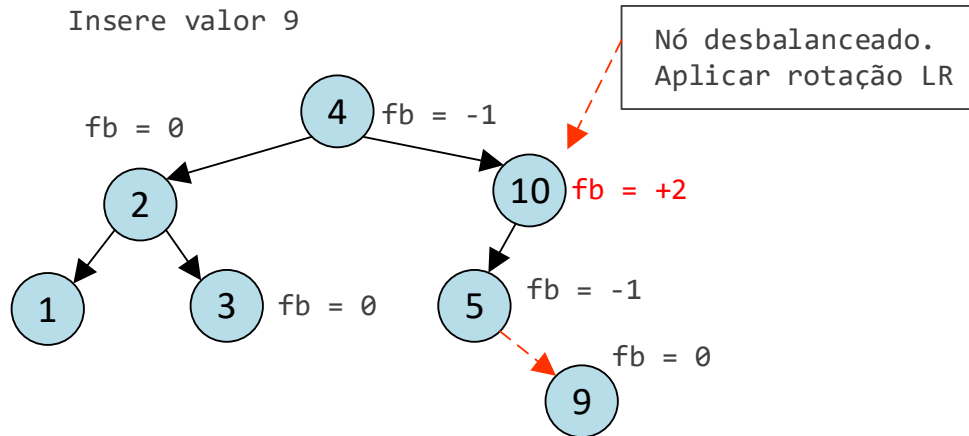 Insere valor 9
Nó desbalanceado.
Aplicar rotação LR
4
fb = -1
fb = 0
2
10
fb = +2
1
3
fb = 0
5
fb = -1
9
fb = 0